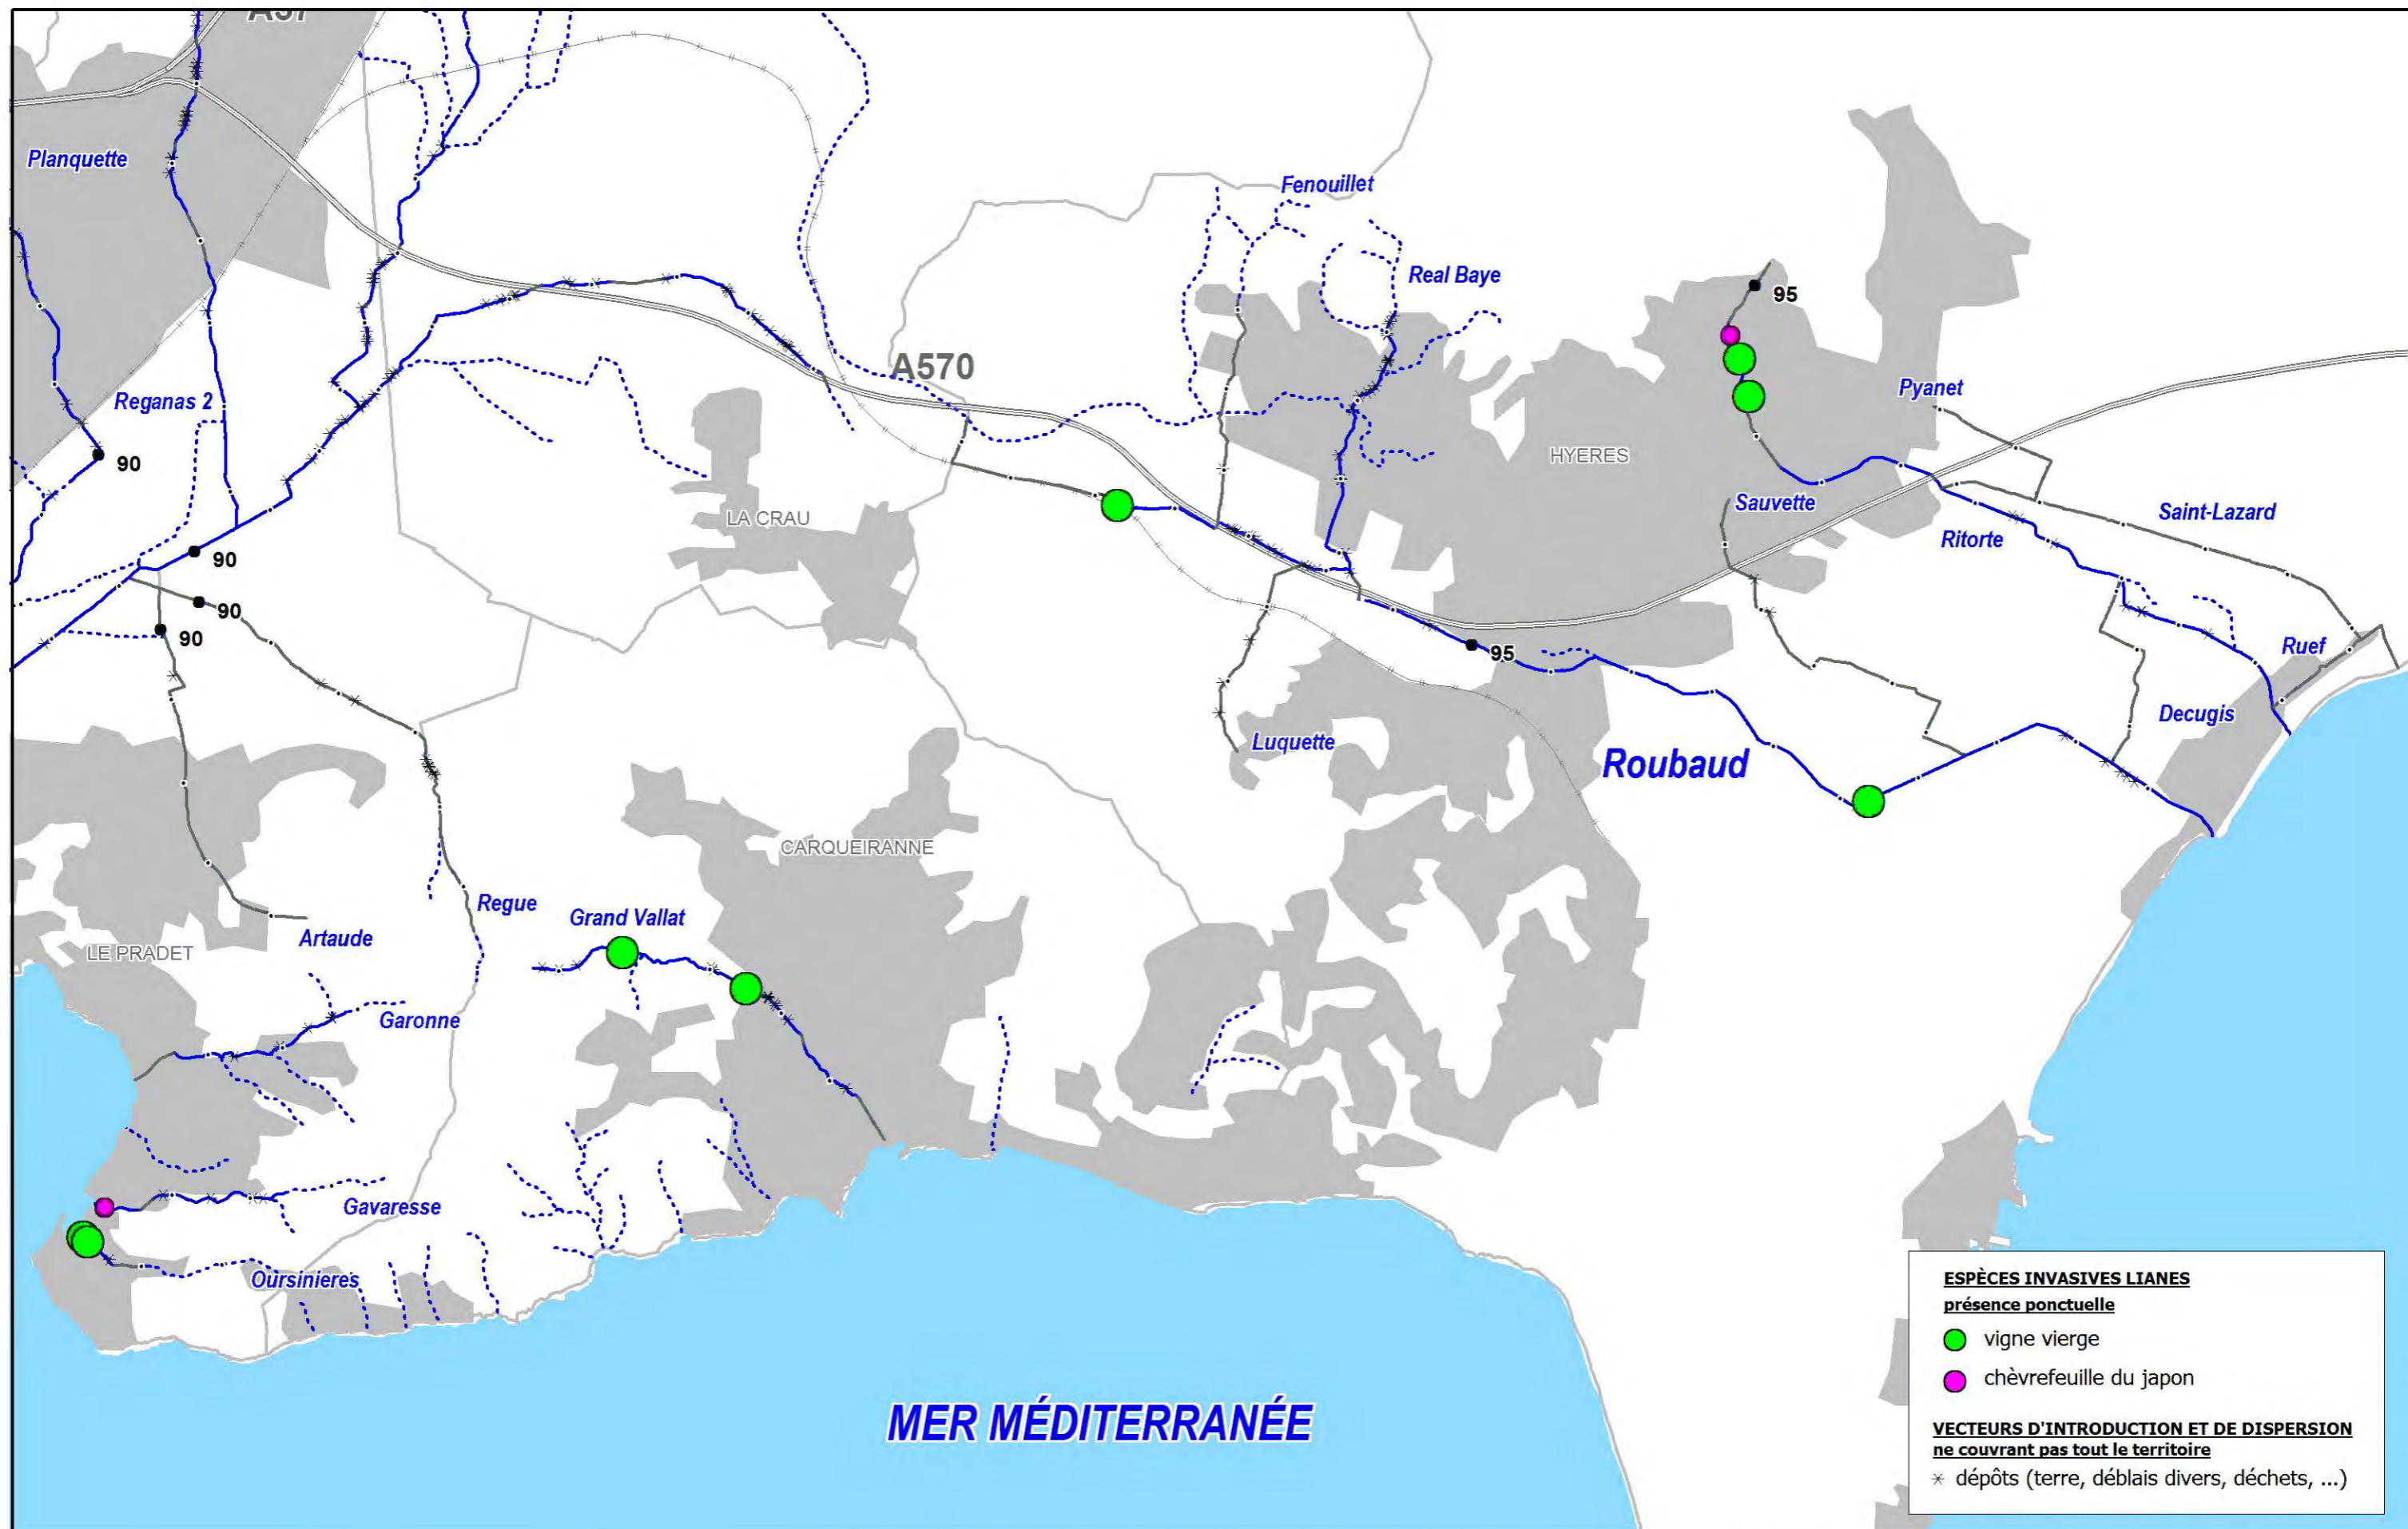 A57
Planquette
Fenouillet
Real Baye
95
A570
Reganas 2
Pyanet
90
HYERES
LA CRAU
Sauvette
Saint-Lazard
Ritorte
90
90
90
95
Ruef
Decugis
Luquette
Roubaud
CARQUEIRANNE
Regue
Grand Vallat
Artaude
LE PRADET
Garonne
Gavaresse
Oursinieres
MER MÉDITERRANÉE
ESPÈCES INVASIVES LIANES
présence ponctuelle
vigne vierge
chèvrefeuille du japon
VECTEURS D'INTRODUCTION ET DE DISPERSION
ne couvrant pas tout le territoire
dépôts (terre, déblais divers, déchets, ...)